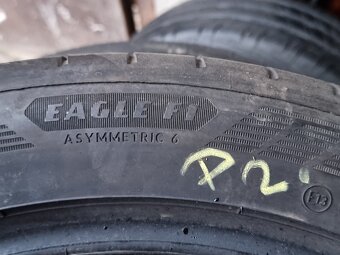 EAGLE F1
ASYMMETRIC 6
P2
E13